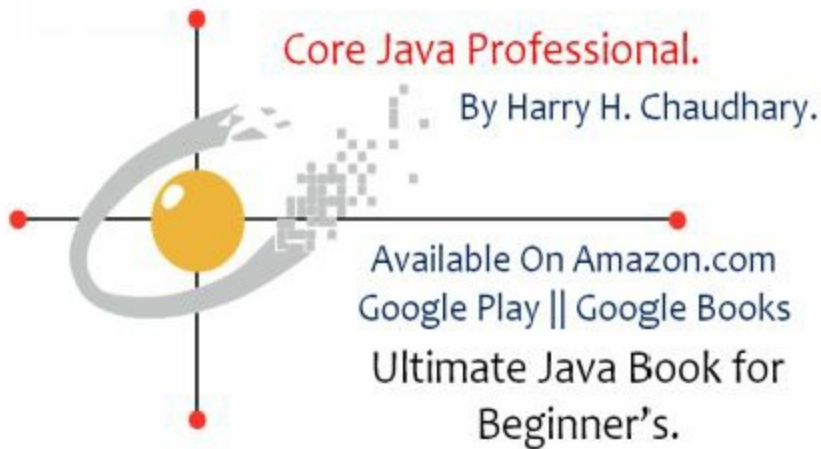 Core Java Professional.
By Harry H. Chaudhary.
Available On Amazon.com
Google Play || Google Books
Ultimate Java Book for
Beginner's.